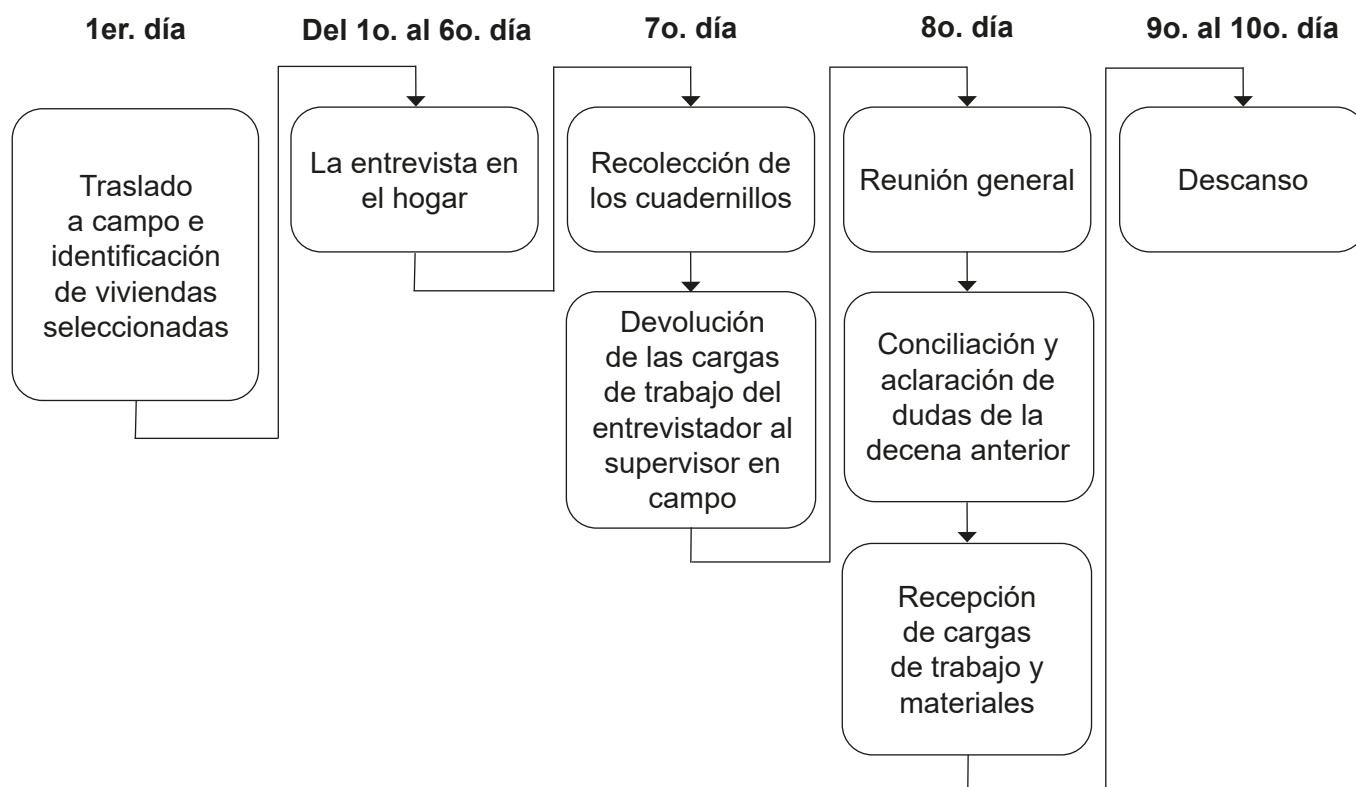 1er. día
Del 1o. al 6o. día
7o. día
8o. día
9o. al 10o. día
Traslado
a campo e
identificación
de viviendas
seleccionadas
La entrevista en
el hogar
Recolección de
los cuadernillos
Devolución
de las cargas
de trabajo del
entrevistador al
supervisor en
campo
Reunión general
Conciliación y
aclaración de
dudas de la
decena anterior
Recepción
de cargas
de trabajo y
materiales
Descanso